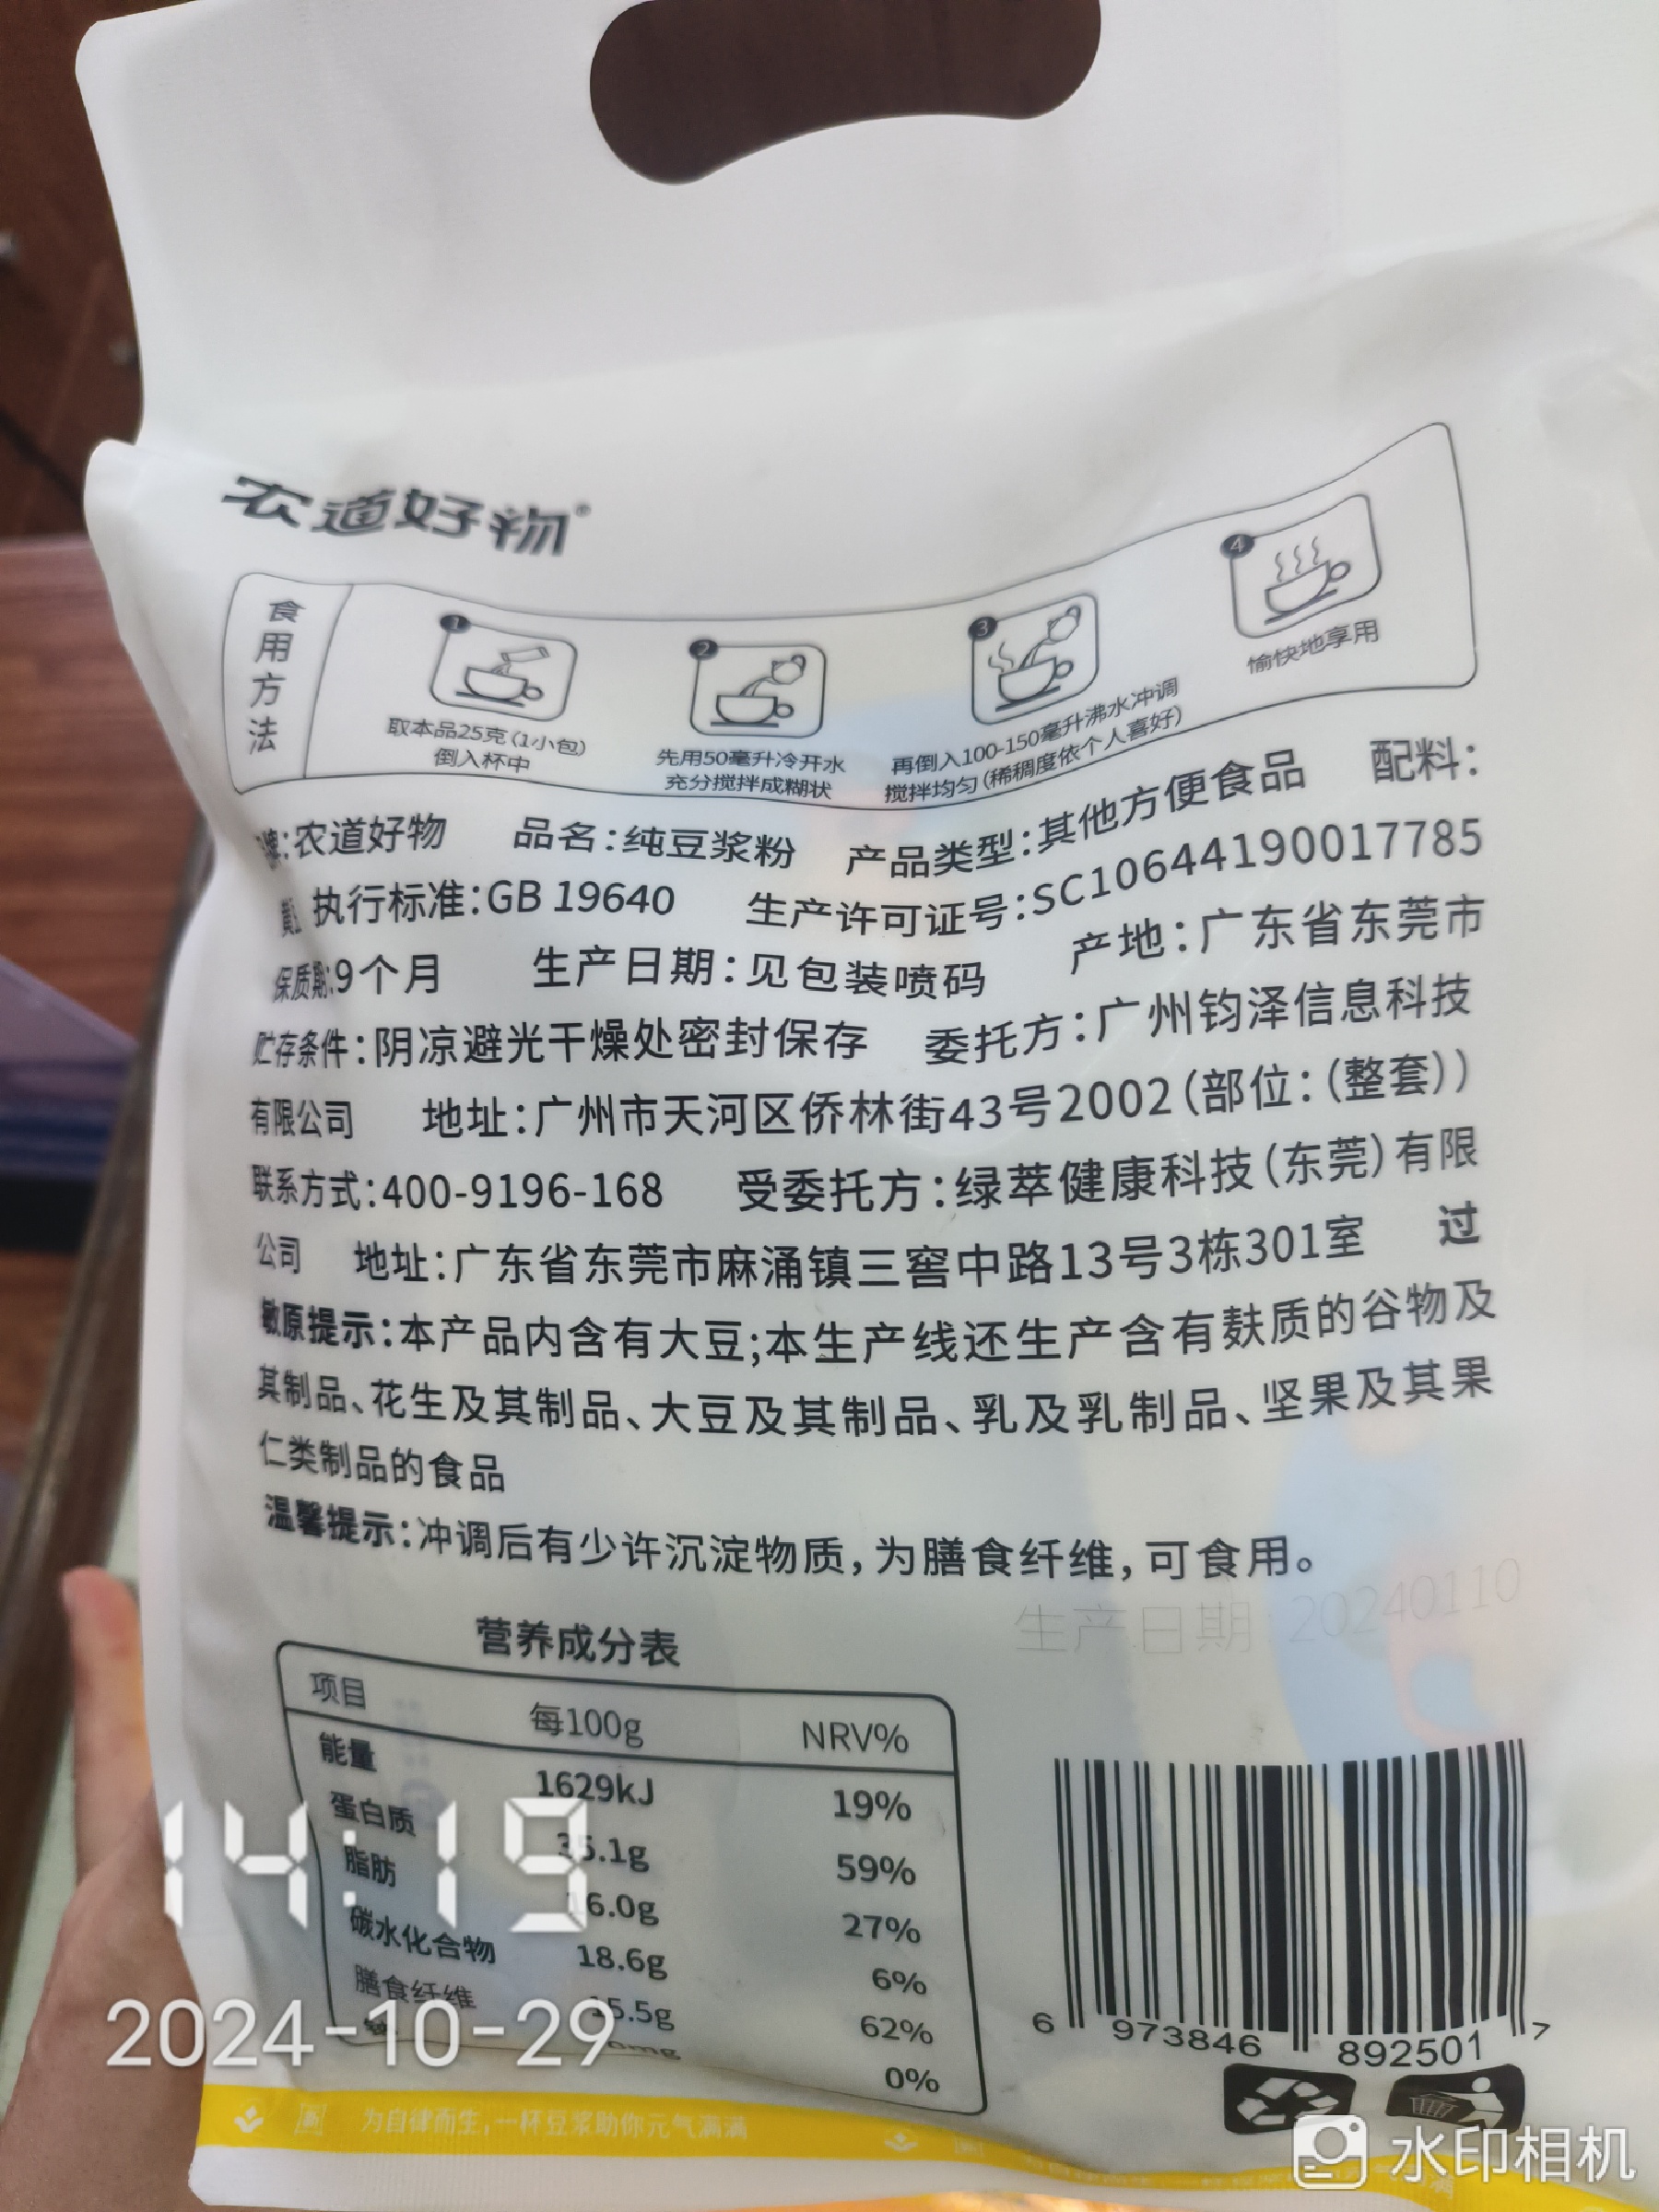 农道好物®
食用方法
1
取本品25克(1小包)
倒入杯中
2
先用50毫升冷开水
充分搅拌成糊状
3
再倒入100-150毫升沸水冲调
搅拌均匀(稀稠度依个人喜好)
4
愉快地享用
牌:农道好物 品名:纯豆浆粉 产品类型:其他方便食品 配料:
执行标准:GB 19640 生产许可证号:SC10644190017785
保质期:9个月 生产日期:见包装喷码 产地:广东省东莞市
贮存条件:阴凉避光干燥处密封保存 委托方:广州钧泽信息科技
有限公司 地址:广州市天河区侨林街43号2002(部位:(整套))
联系方式:400-9196-168 受委托方:绿萃健康科技(东莞)有限
公司 地址:广东省东莞市麻涌镇三窖中路13号3栋301室 过
敏原提示:本产品内含有大豆;本生产线还生产含有麸质的谷物及
其制品、花生及其制品、大豆及其制品、乳及乳制品、坚果及其果
仁类制品的食品
温馨提示:冲调后有少许沉淀物质,为膳食纤维,可食用。
生产日期:20240110
营养成分表
项目 每100g NRV%
能量 1629kJ 19%
蛋白质 35.1g 59%
脂肪 16.0g 27%
碳水化合物 18.6g 6%
膳食纤维 15.5g 62%
钠 0mg 0%
6 973846 892501 7
为自律而生,一杯豆浆助你元气满满
14:19
2024-10-29
水印相机